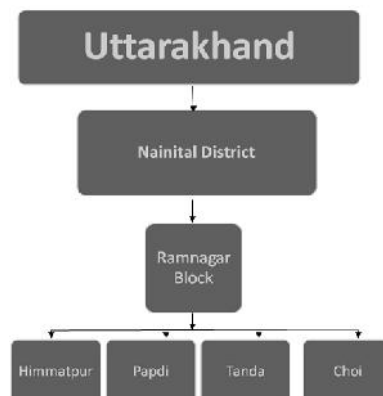 Uttarakhand
Nainital District
Ramnagar
Block
Himmatpur
Papdi
Tanda
Choi